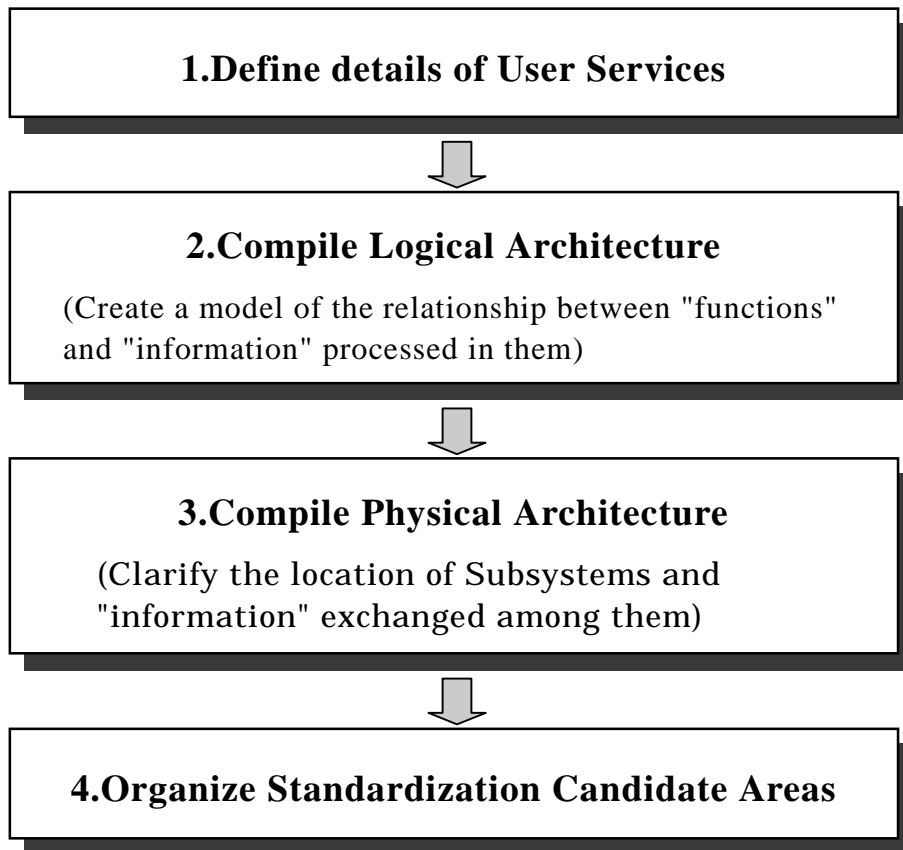 1.Define details of User Services
2.Compile Logical Architecture
(Create a model of the relationship between "functions"
and "information" processed in them)
3.Compile Physical Architecture
(Clarify the location of Subsystems and
"information" exchanged among them)
4.Organize Standardization Candidate Areas